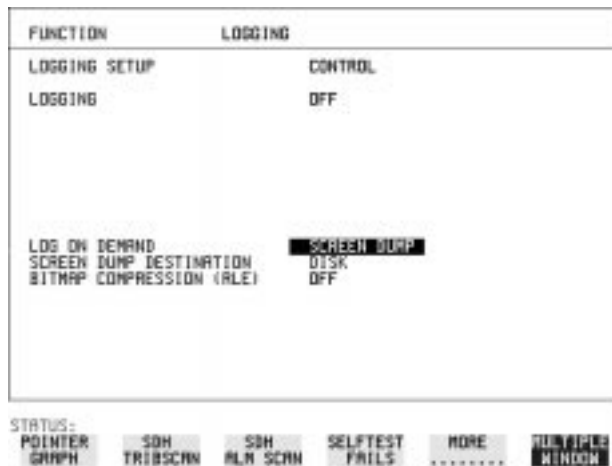 FUNCTION LOGGING
LOGGING SETUP CONTROL
LOGGING OFF
LOG ON DEMAND SCREEN DUMP
SCREEN DUMP DESTINATION DISK
BITMAP COMPRESSION (RLE) OFF
STATUS:
POINTER GRAPH SDH TRIBSCAN SDH ALM SCAN SELFTEST FAILS MORE ........ MULTIPLE WINDOW